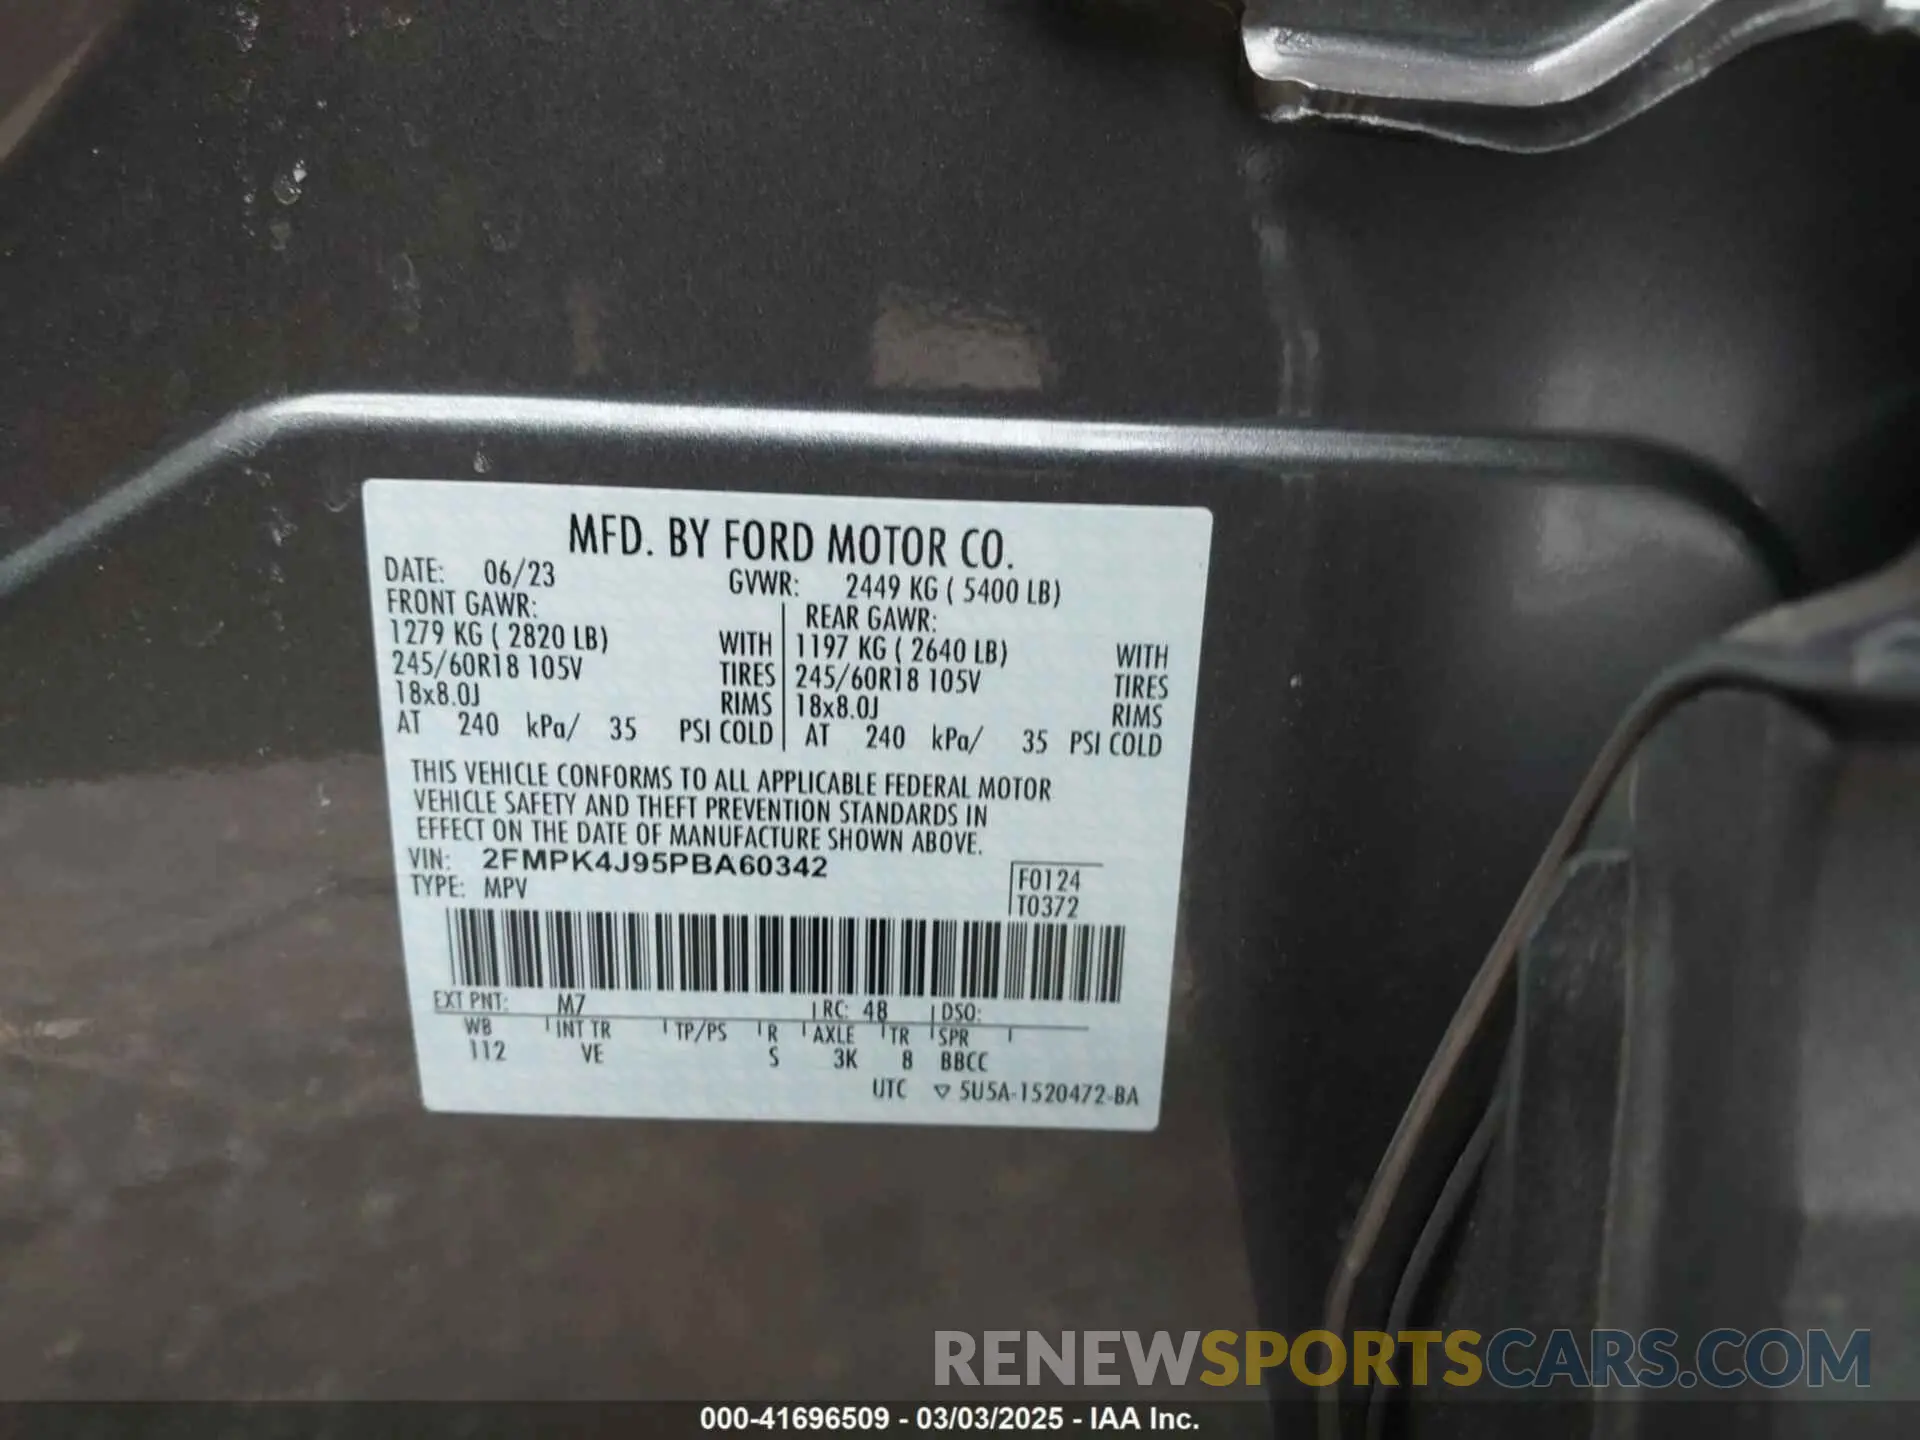 MFD. BY FORD MOTOR CO.
DATE: 06/23 GVWR: 2449 KG ( 5400 LB)
FRONT GAWR: REAR GAWR:
1279 KG ( 2820 LB) WITH 1197 KG ( 2640 LB) WITH
245/60R18 105V TIRES 245/60R18 105V TIRES
18x8.0J RIMS 18x8.0J RIMS
AT 240 kPa/ 35 PSI COLD AT 240 kPa/ 35 PSI COLD
THIS VEHICLE CONFORMS TO ALL APPLICABLE FEDERAL MOTOR
VEHICLE SAFETY AND THEFT PREVENTION STANDARDS IN
EFFECT ON THE DATE OF MANUFACTURE SHOWN ABOVE.
VIN: 2FMPK4J95PBA60342
TYPE: MPV
F0124
T0372
EXT PNT: M7 RC: 48 DSO:
WB INT TR TP/PS R AXLE TR SPR
112 VE S 3K 8 BBCC
UTC ▽ 5U5A-1520472-BA
RENEWSPORTSCARS.COM
000-41696509 - 03/03/2025 - IAA Inc.